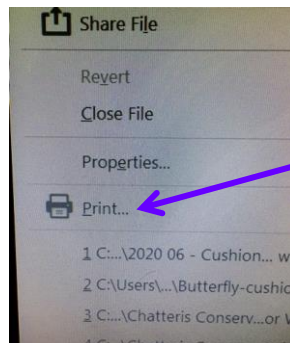 Share File
Revert
Close File
Properties...
Print...
1 C:...\2020 06 - Cushion... w
2 C:\Users\...\Butterfly-cushio
3 C:...\Chatteris Conserv...or W